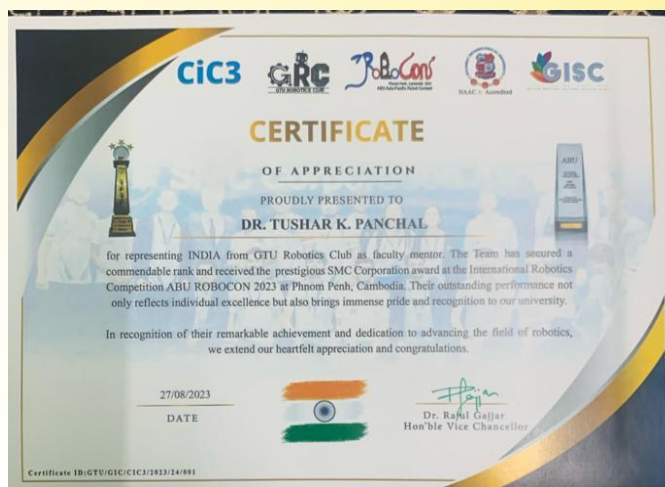 CiC3
GRC
GTU ROBOTICS CLUB
ROBOCON
NAAC A+ Accredited
GISC
CERTIFICATE
OF APPRECIATION
PROUDLY PRESENTED TO
DR. TUSHAR K. PANCHAL
ABU
for representing INDIA from GTU Robotics Club as faculty mentor. The Team has secured a
commendable rank and received the prestigious SMC Corporation award at the International Robotics
Competition ABU ROBOCON 2023 at Phnom Penh, Cambodia. Their outstanding performance not
only reflects individual excellence but also brings immense pride and recognition to our university.
In recognition of their remarkable achievement and dedication to advancing the field of robotics,
we extend our heartfelt appreciation and congratulations.
27/08/2023
DATE
Dr. Rajul Gajjar
Hon'ble Vice Chancellor
Certificate ID:GTU/GIC/CIC3/2023/24/001